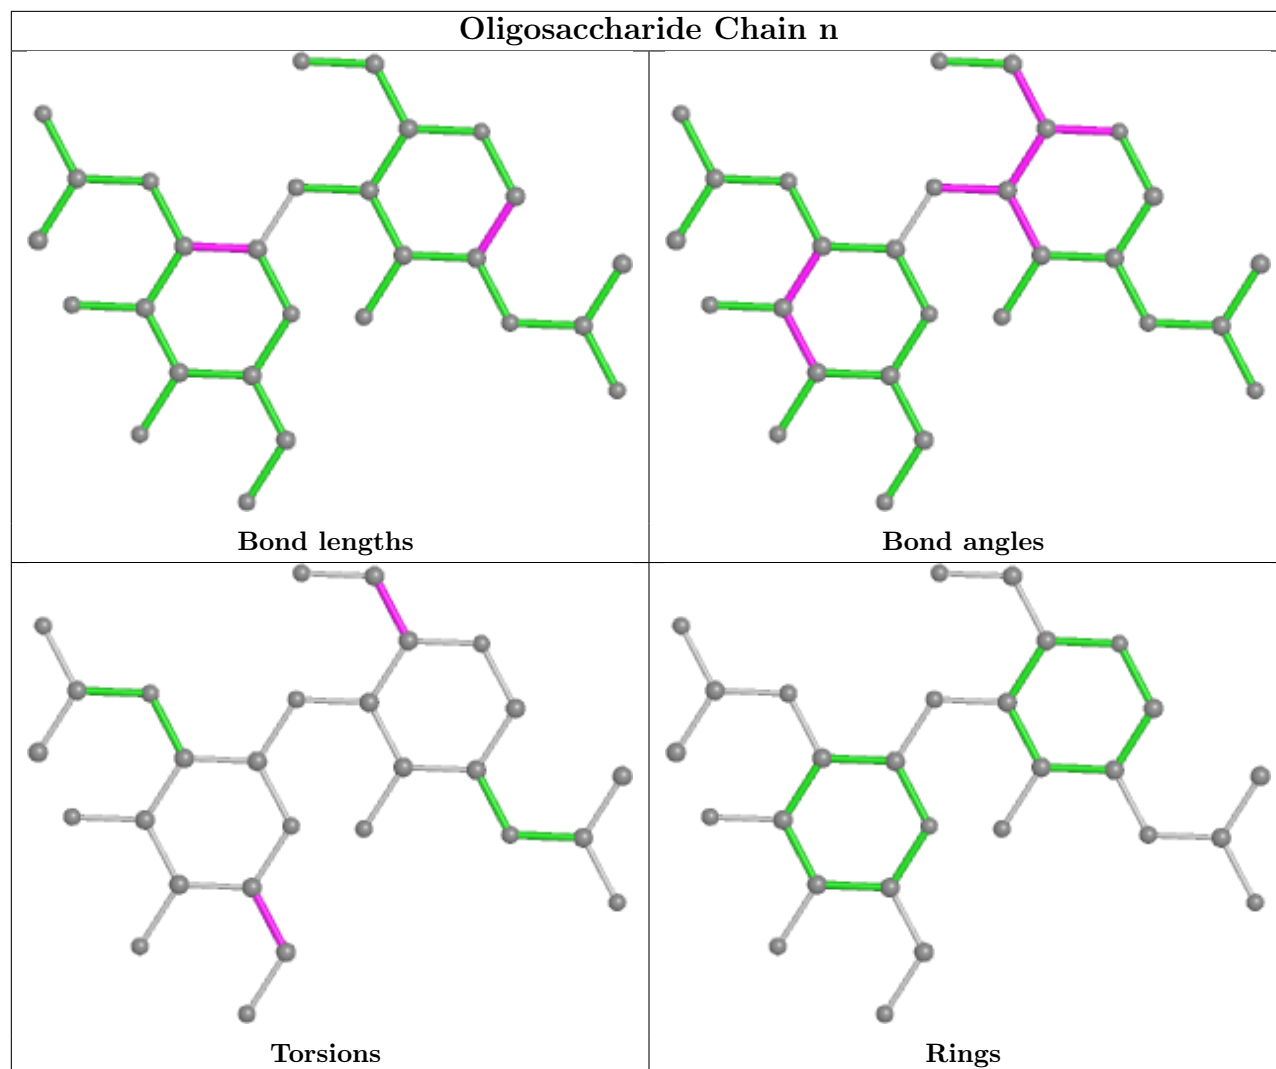 Oligosaccharide Chain n
Bond lengths
Bond angles
Torsions
Rings